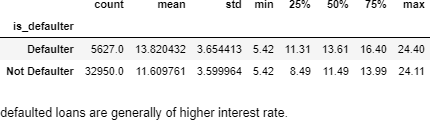 count mean std min 25% 50% 75% max
is_defaulter
Defaulter 5627.0 13.820432 3.654413 5.42 11.31 13.61 16.40 24.40
Not Defaulter 32950.0 11.609761 3.599964 5.42 8.49 11.49 13.99 24.11
defaulted loans are generally of higher interest rate.